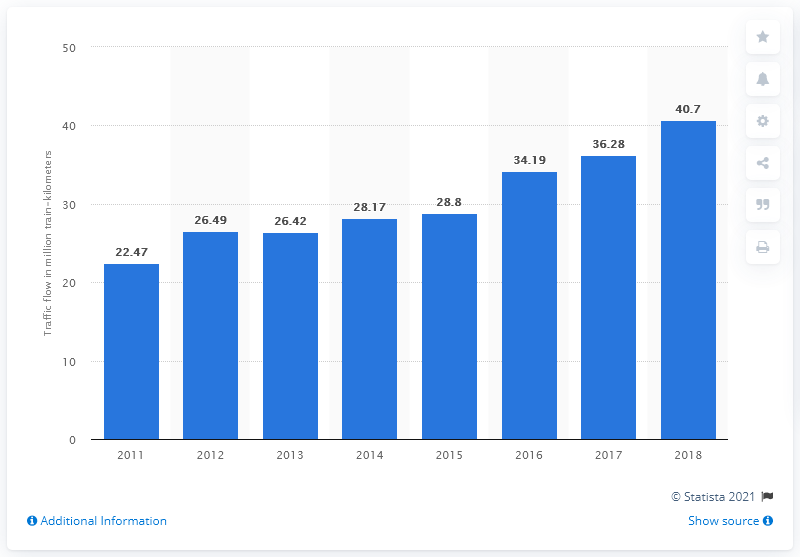 50
40
30
20
10
0
Traffic flow in million train-kilometers
22.47
26.49
26.42
28.17
28.8
34.19
36.28
40.7
2011 2012 2013 2014 2015 2016 2017 2018
© Statista 2021
Additional Information
Show source